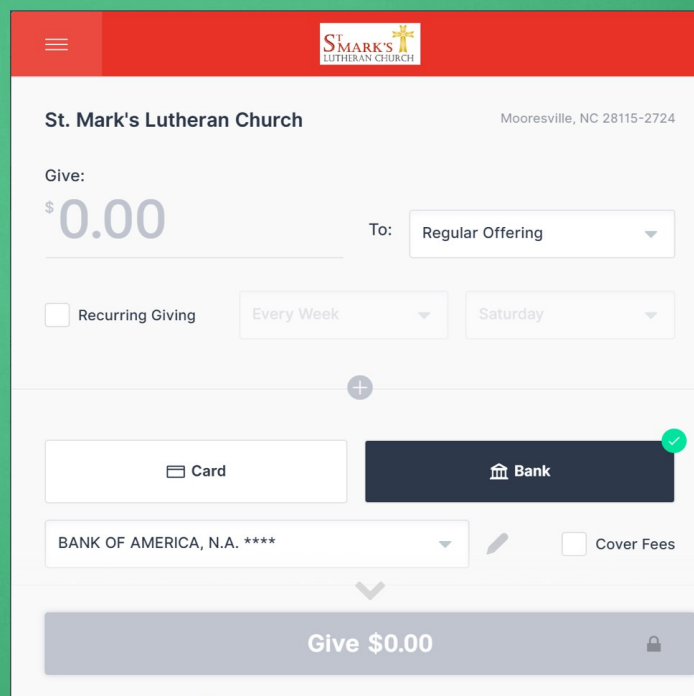 ST MARK'S
LUTHERAN CHURCH
St. Mark's Lutheran Church
Mooresville, NC 28115-2724
Give:
$0.00
To: Regular Offering
Recurring Giving Every Week Saturday
Card Bank
BANK OF AMERICA, N.A. **** Cover Fees
Give $0.00